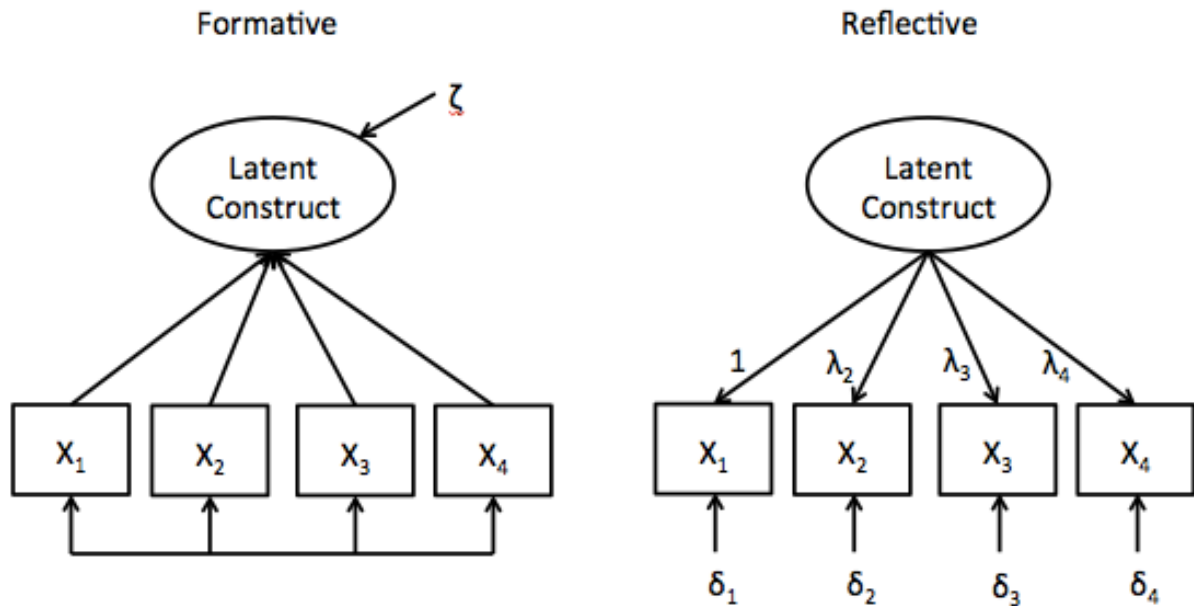 Formative
ζ
Latent
Construct
X₁ X₂ X₃ X₄
Reflective
Latent
Construct
1 λ₂ λ₃ λ₄
X₁ X₂ X₃ X₄
δ₁ δ₂ δ₃ δ₄